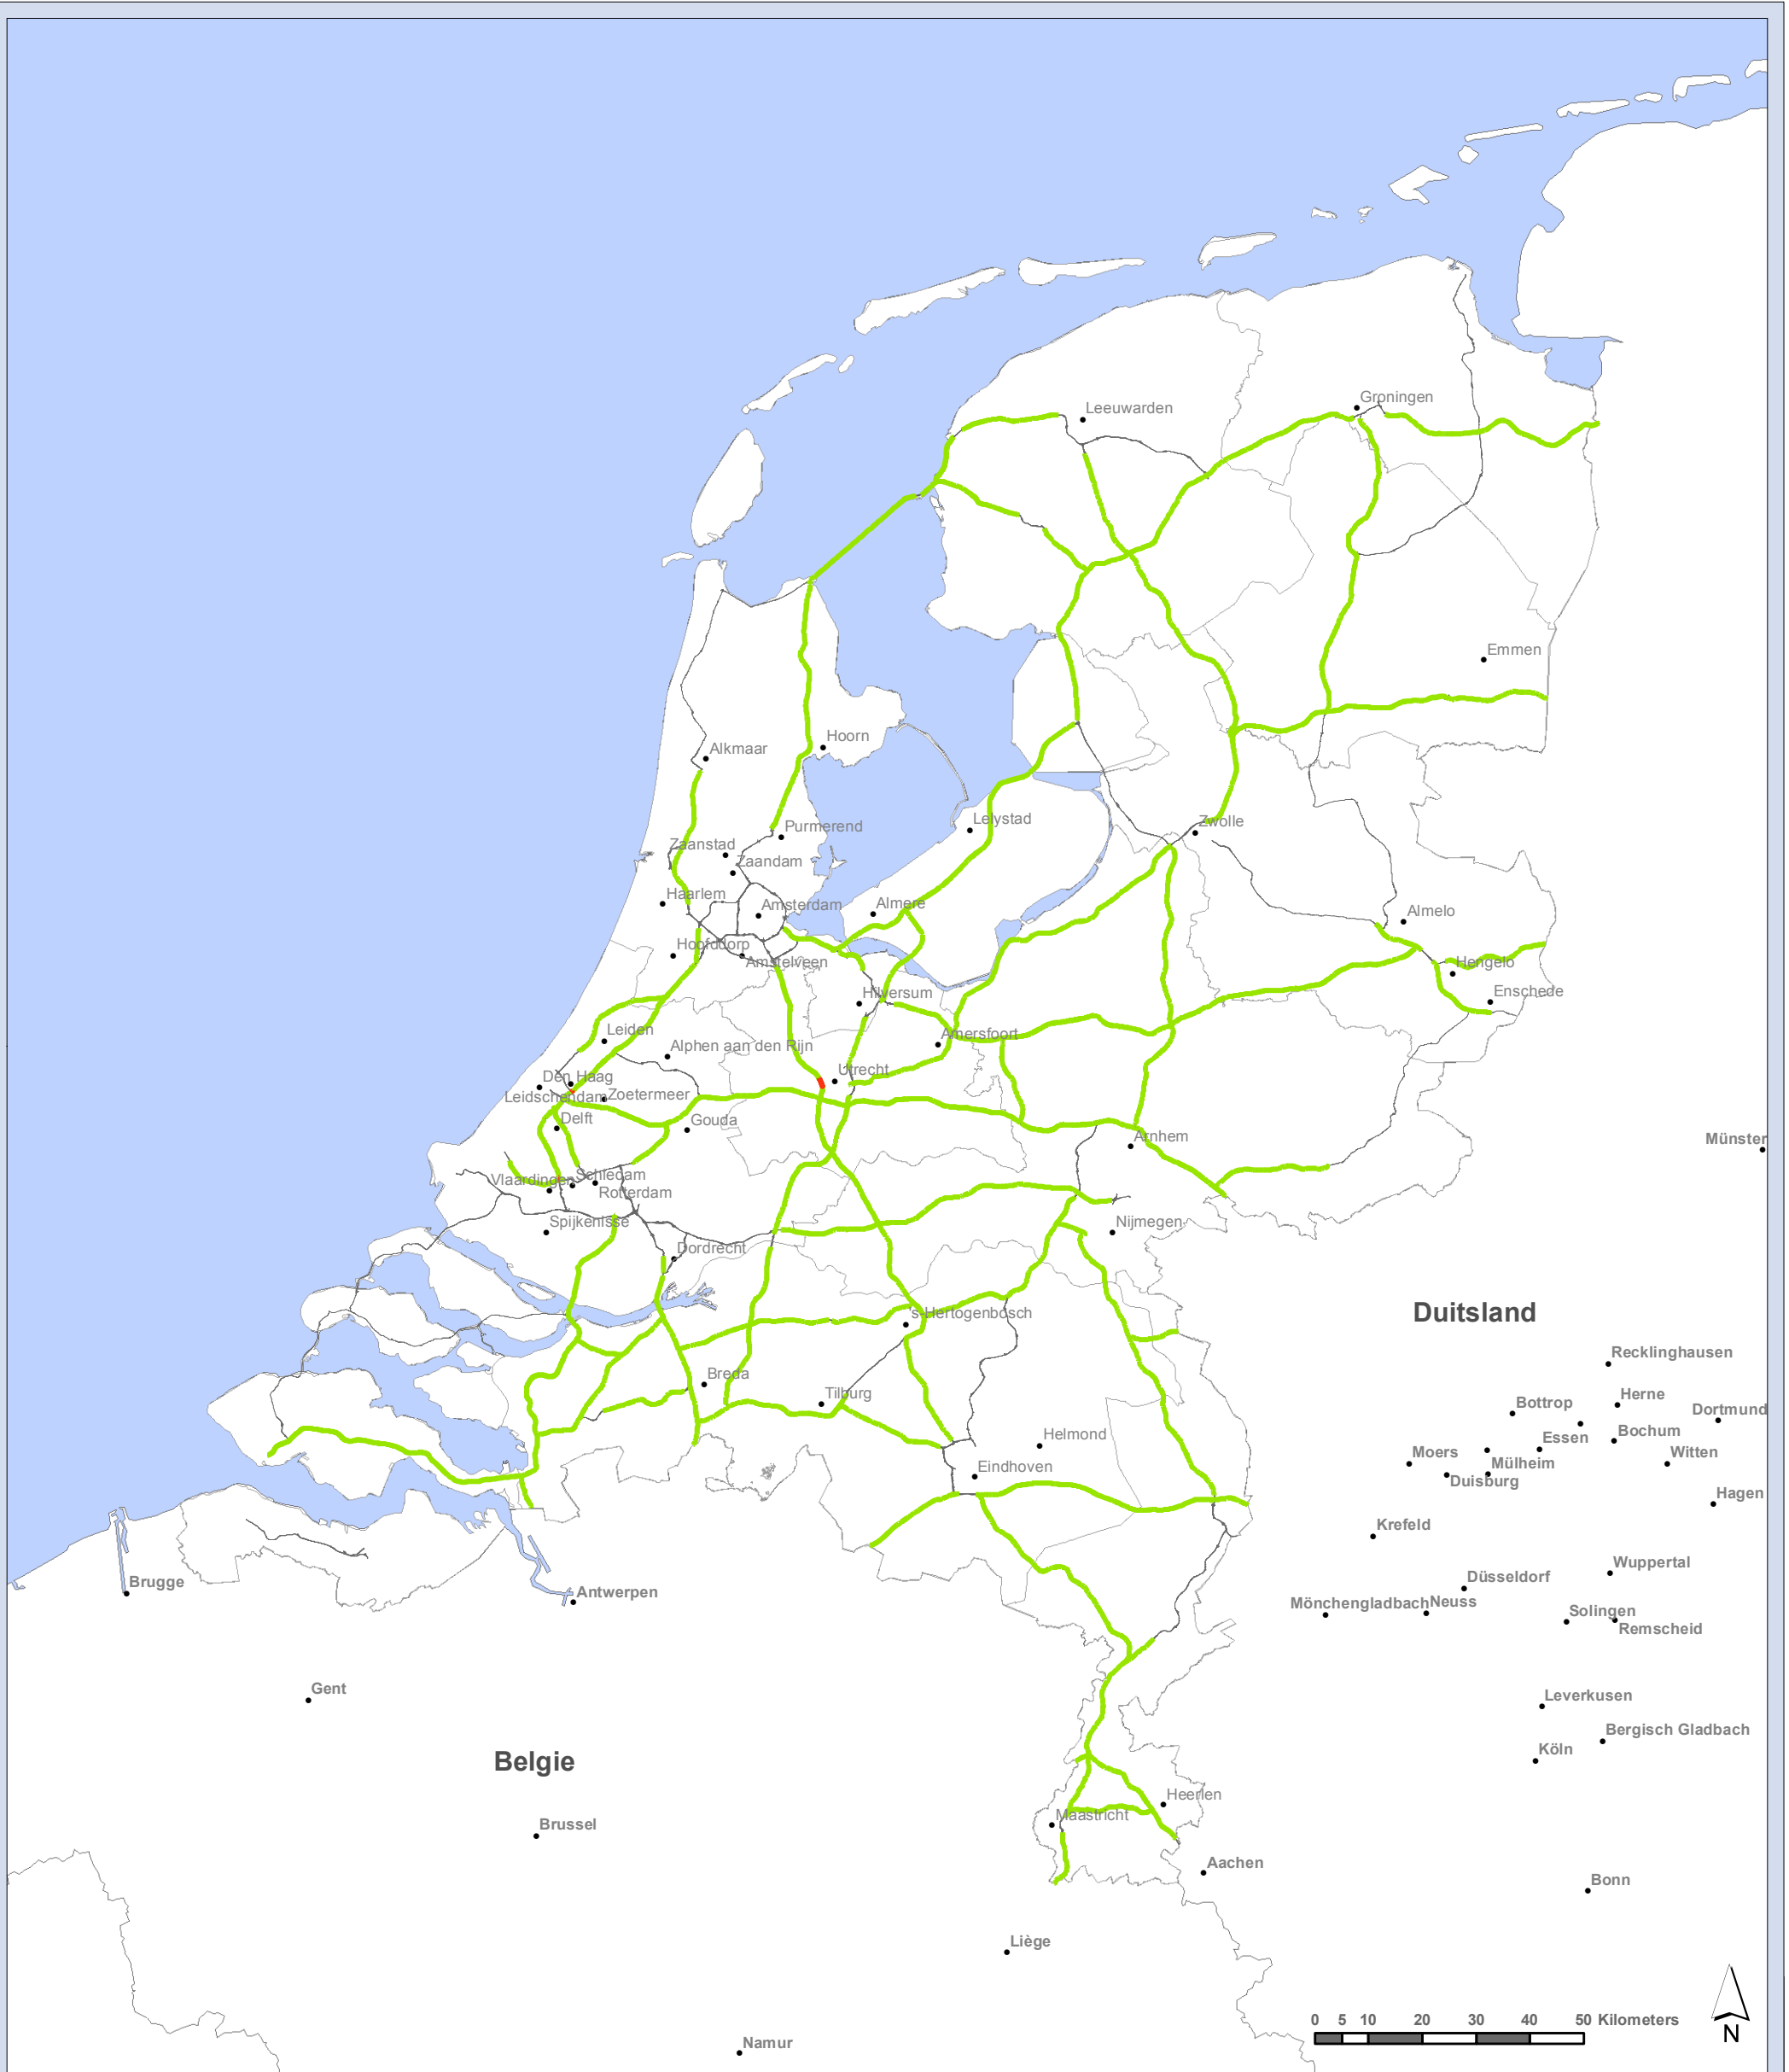 Leeuwarden
Groningen
Emmen
Hoorn
Alkmaar
Purmerend
Lelystad
Zwolle
Zaanstad
Zaandam
Haarlem
Amsterdam
Almere
Almelo
Hoofddorp
Amstelveen
Hengelo
Hilversum
Enschede
Leiden
Amersfoort
Alphen aan den Rijn
Utrecht
Den Haag
Leidschendam
Zoetermeer
Delft
Gouda
Arnhem
Münster
Schiedam
Vlaardingen
Rotterdam
Spijkenisse
Nijmegen
Dordrecht
's-Hertogenbosch
Duitsland
Recklinghausen
Breda
Tilburg
Bottrop
Herne
Dortmund
Helmond
Essen
Bochum
Moers
Mülheim
Witten
Eindhoven
Duisburg
Hagen
Krefeld
Wuppertal
Brugge
Antwerpen
Düsseldorf
Mönchengladbach
Neuss
Solingen
Remscheid
Gent
Leverkusen
Bergisch Gladbach
Belgie
Köln
Heerlen
Maastricht
Brussel
Aachen
Bonn
Liège
0 5 10 20 30 40 50 Kilometers
N
Namur